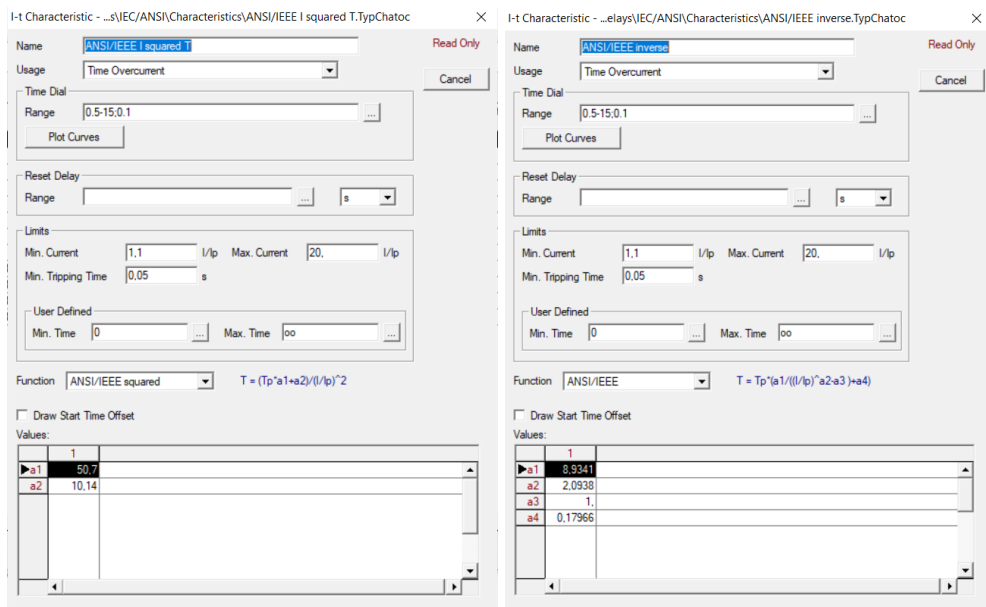 I-t Characteristic - ...s\IEC/ANSI\Characteristics\ANSI/IEEE I squared T.TypChatoc
Name ANSI/IEEE I squared T Read Only
Usage Time Overcurrent Cancel
Time Dial
Range 0.5-15;0.1 ...
Plot Curves
Reset Delay
Range ... s
Limits
Min. Current 1,1 I/Ip Max. Current 20, I/Ip
Min. Tripping Time 0,05 s
User Defined
Min. Time 0 ... Max. Time oo ...
Function ANSI/IEEE squared T = (Tp*a1+a2)/(I/Ip)^2
Draw Start Time Offset
Values:
1
a1 50,7
a2 10,14
I-t Characteristic - ...elays\IEC/ANSI\Characteristics\ANSI/IEEE inverse.TypChatoc
Name ANSI/IEEE inverse Read Only
Usage Time Overcurrent Cancel
Time Dial
Range 0.5-15;0.1 ...
Plot Curves
Reset Delay
Range ... s
Limits
Min. Current 1,1 I/Ip Max. Current 20, I/Ip
Min. Tripping Time 0,05 s
User Defined
Min. Time 0 ... Max. Time oo ...
Function ANSI/IEEE T = Tp*(a1/((I/Ip)^a2-a3 )+a4)
Draw Start Time Offset
Values:
1
a1 8,9341
a2 2,0938
a3 1,
a4 0,17966